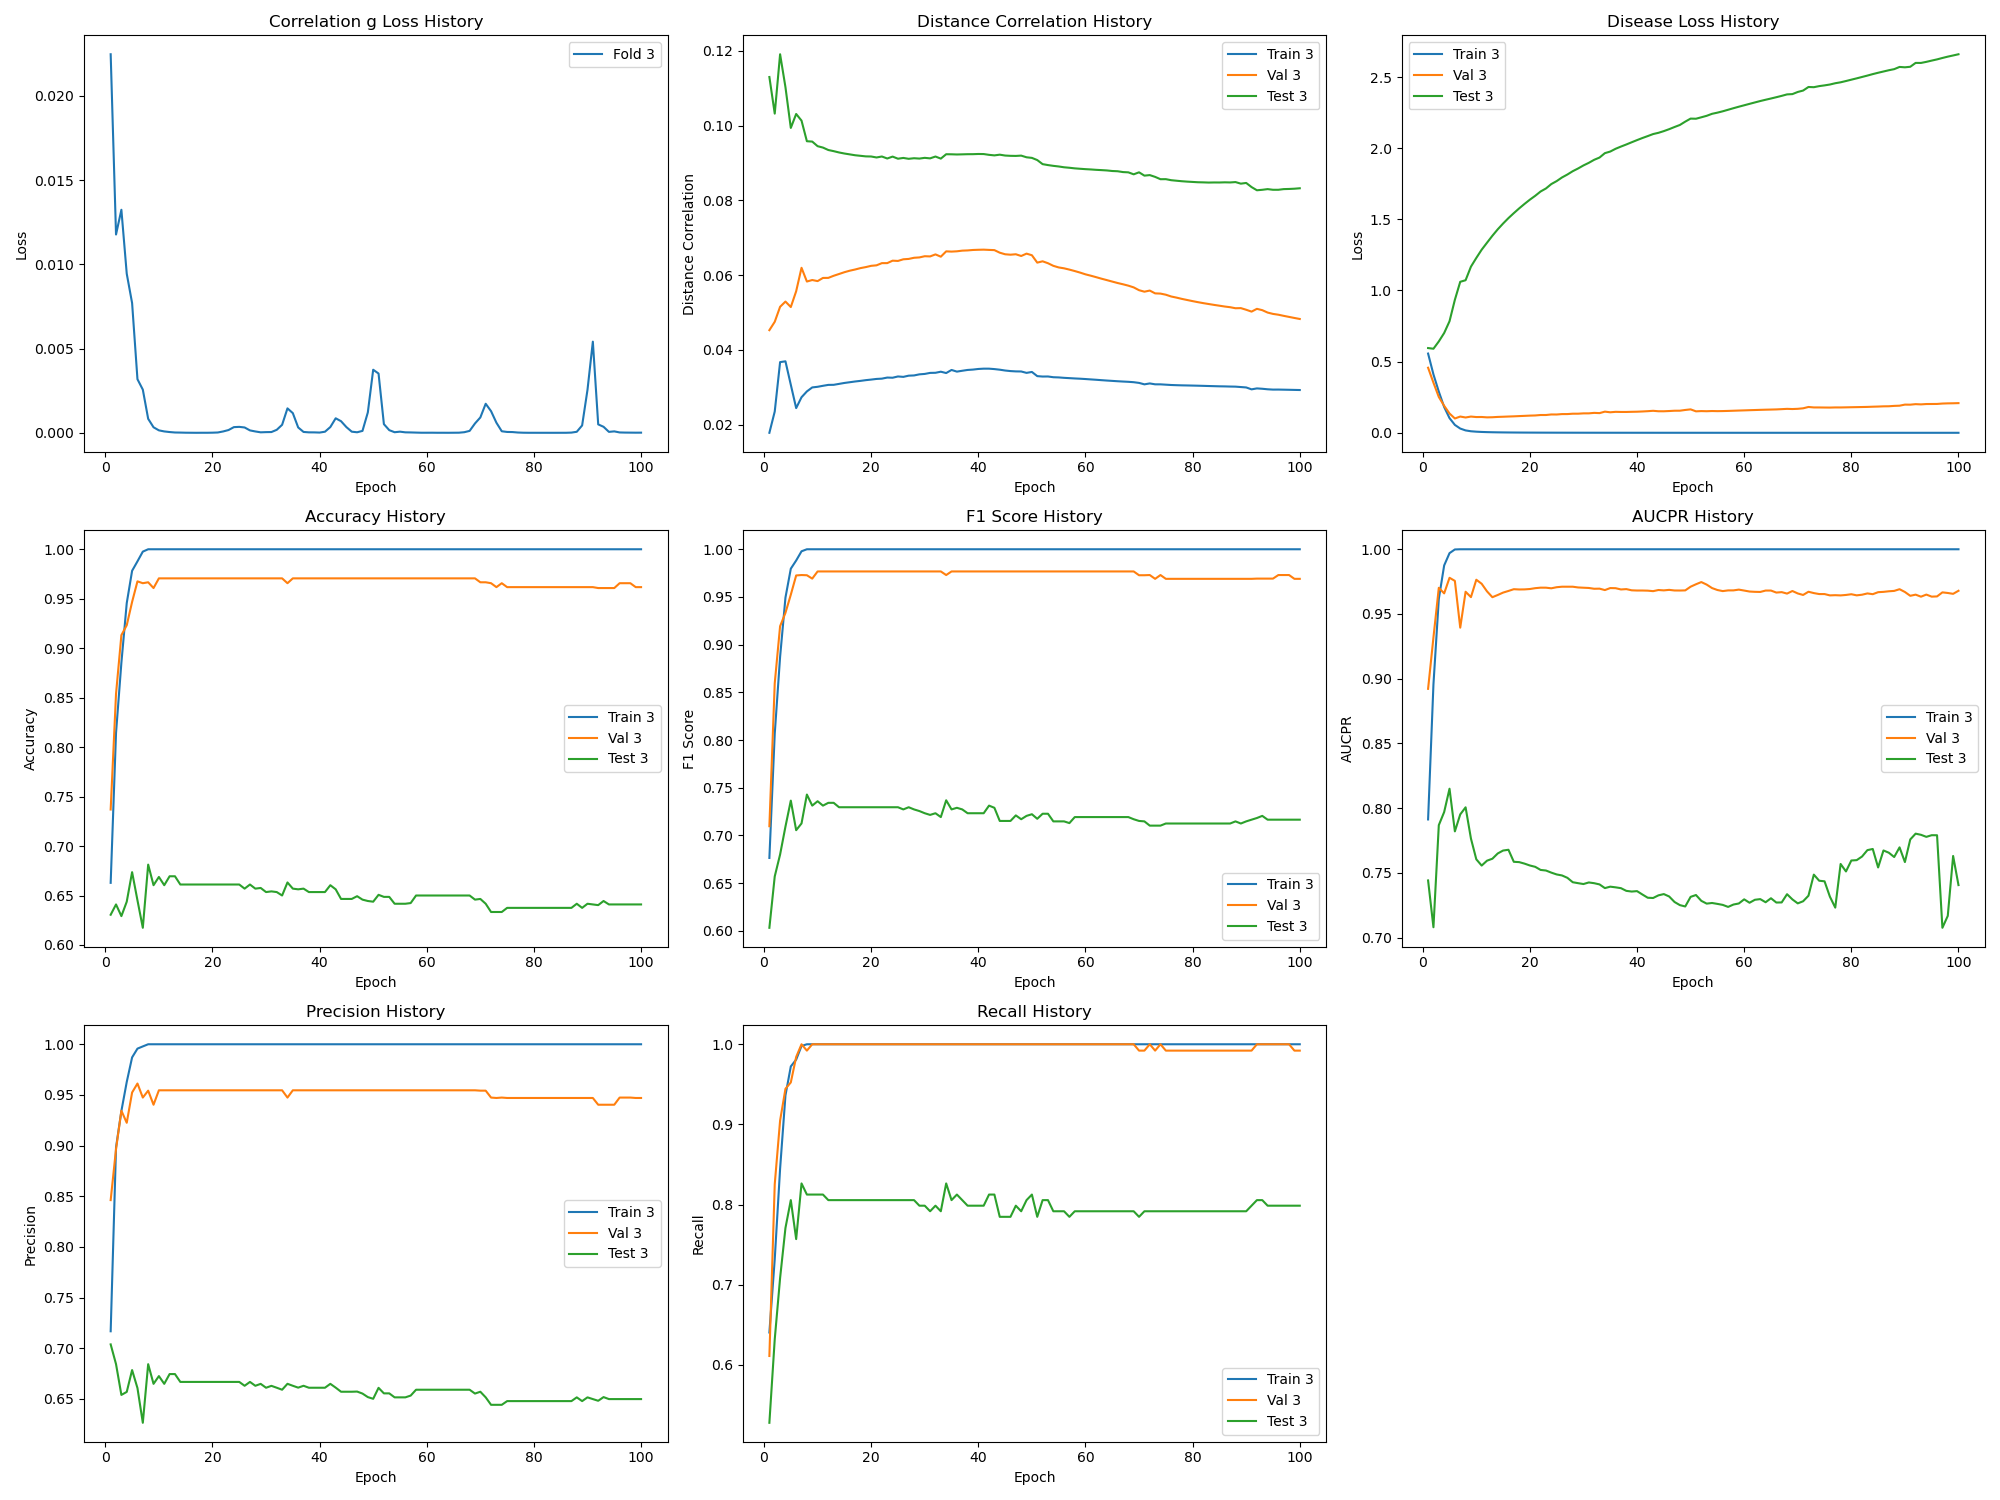 Correlation g Loss History
Loss
0.020
0.015
0.010
0.005
0.000
0 20 40 60 80 100
Epoch
Fold 3
Distance Correlation History
Distance Correlation
0.12
0.10
0.08
0.06
0.04
0.02
0 20 40 60 80 100
Epoch
Train 3
Val 3
Test 3
Disease Loss History
Loss
2.5
2.0
1.5
1.0
0.5
0.0
0 20 40 60 80 100
Epoch
Train 3
Val 3
Test 3
Accuracy History
Accuracy
1.00
0.95
0.90
0.85
0.80
0.75
0.70
0.65
0.60
0 20 40 60 80 100
Epoch
Train 3
Val 3
Test 3
F1 Score History
F1 Score
1.00
0.95
0.90
0.85
0.80
0.75
0.70
0.65
0.60
0 20 40 60 80 100
Epoch
Train 3
Val 3
Test 3
AUCPR History
AUCPR
1.00
0.95
0.90
0.85
0.80
0.75
0.70
0 20 40 60 80 100
Epoch
Train 3
Val 3
Test 3
Precision History
Precision
1.00
0.95
0.90
0.85
0.80
0.75
0.70
0.65
0 20 40 60 80 100
Epoch
Train 3
Val 3
Test 3
Recall History
Recall
1.0
0.9
0.8
0.7
0.6
0 20 40 60 80 100
Epoch
Train 3
Val 3
Test 3